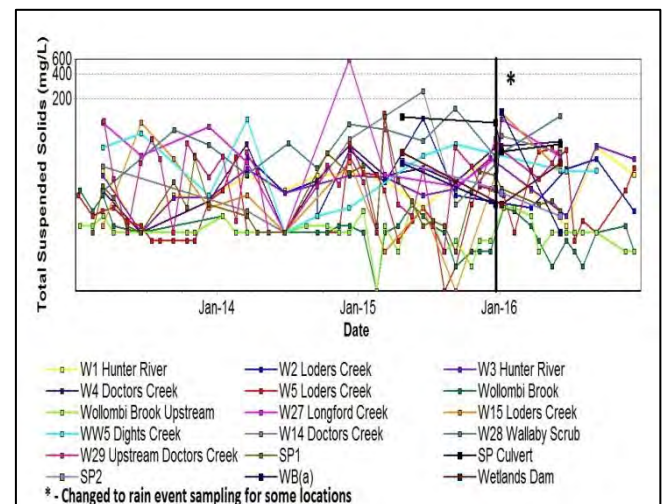 600
400
200
*
Total Suspended Solids (mg/L)
Jan-14 Jan-15 Jan-16
Date
W1 Hunter River W2 Loders Creek W3 Hunter River
W4 Doctors Creek W5 Loders Creek Wollombi Brook
Wollombi Brook Upstream W27 Longford Creek W15 Loders Creek
WW5 Dights Creek W14 Doctors Creek W28 Wallaby Scrub
W29 Upstream Doctors Creek SP1 SP Culvert
SP2 WB(a) Wetlands Dam
* - Changed to rain event sampling for some locations